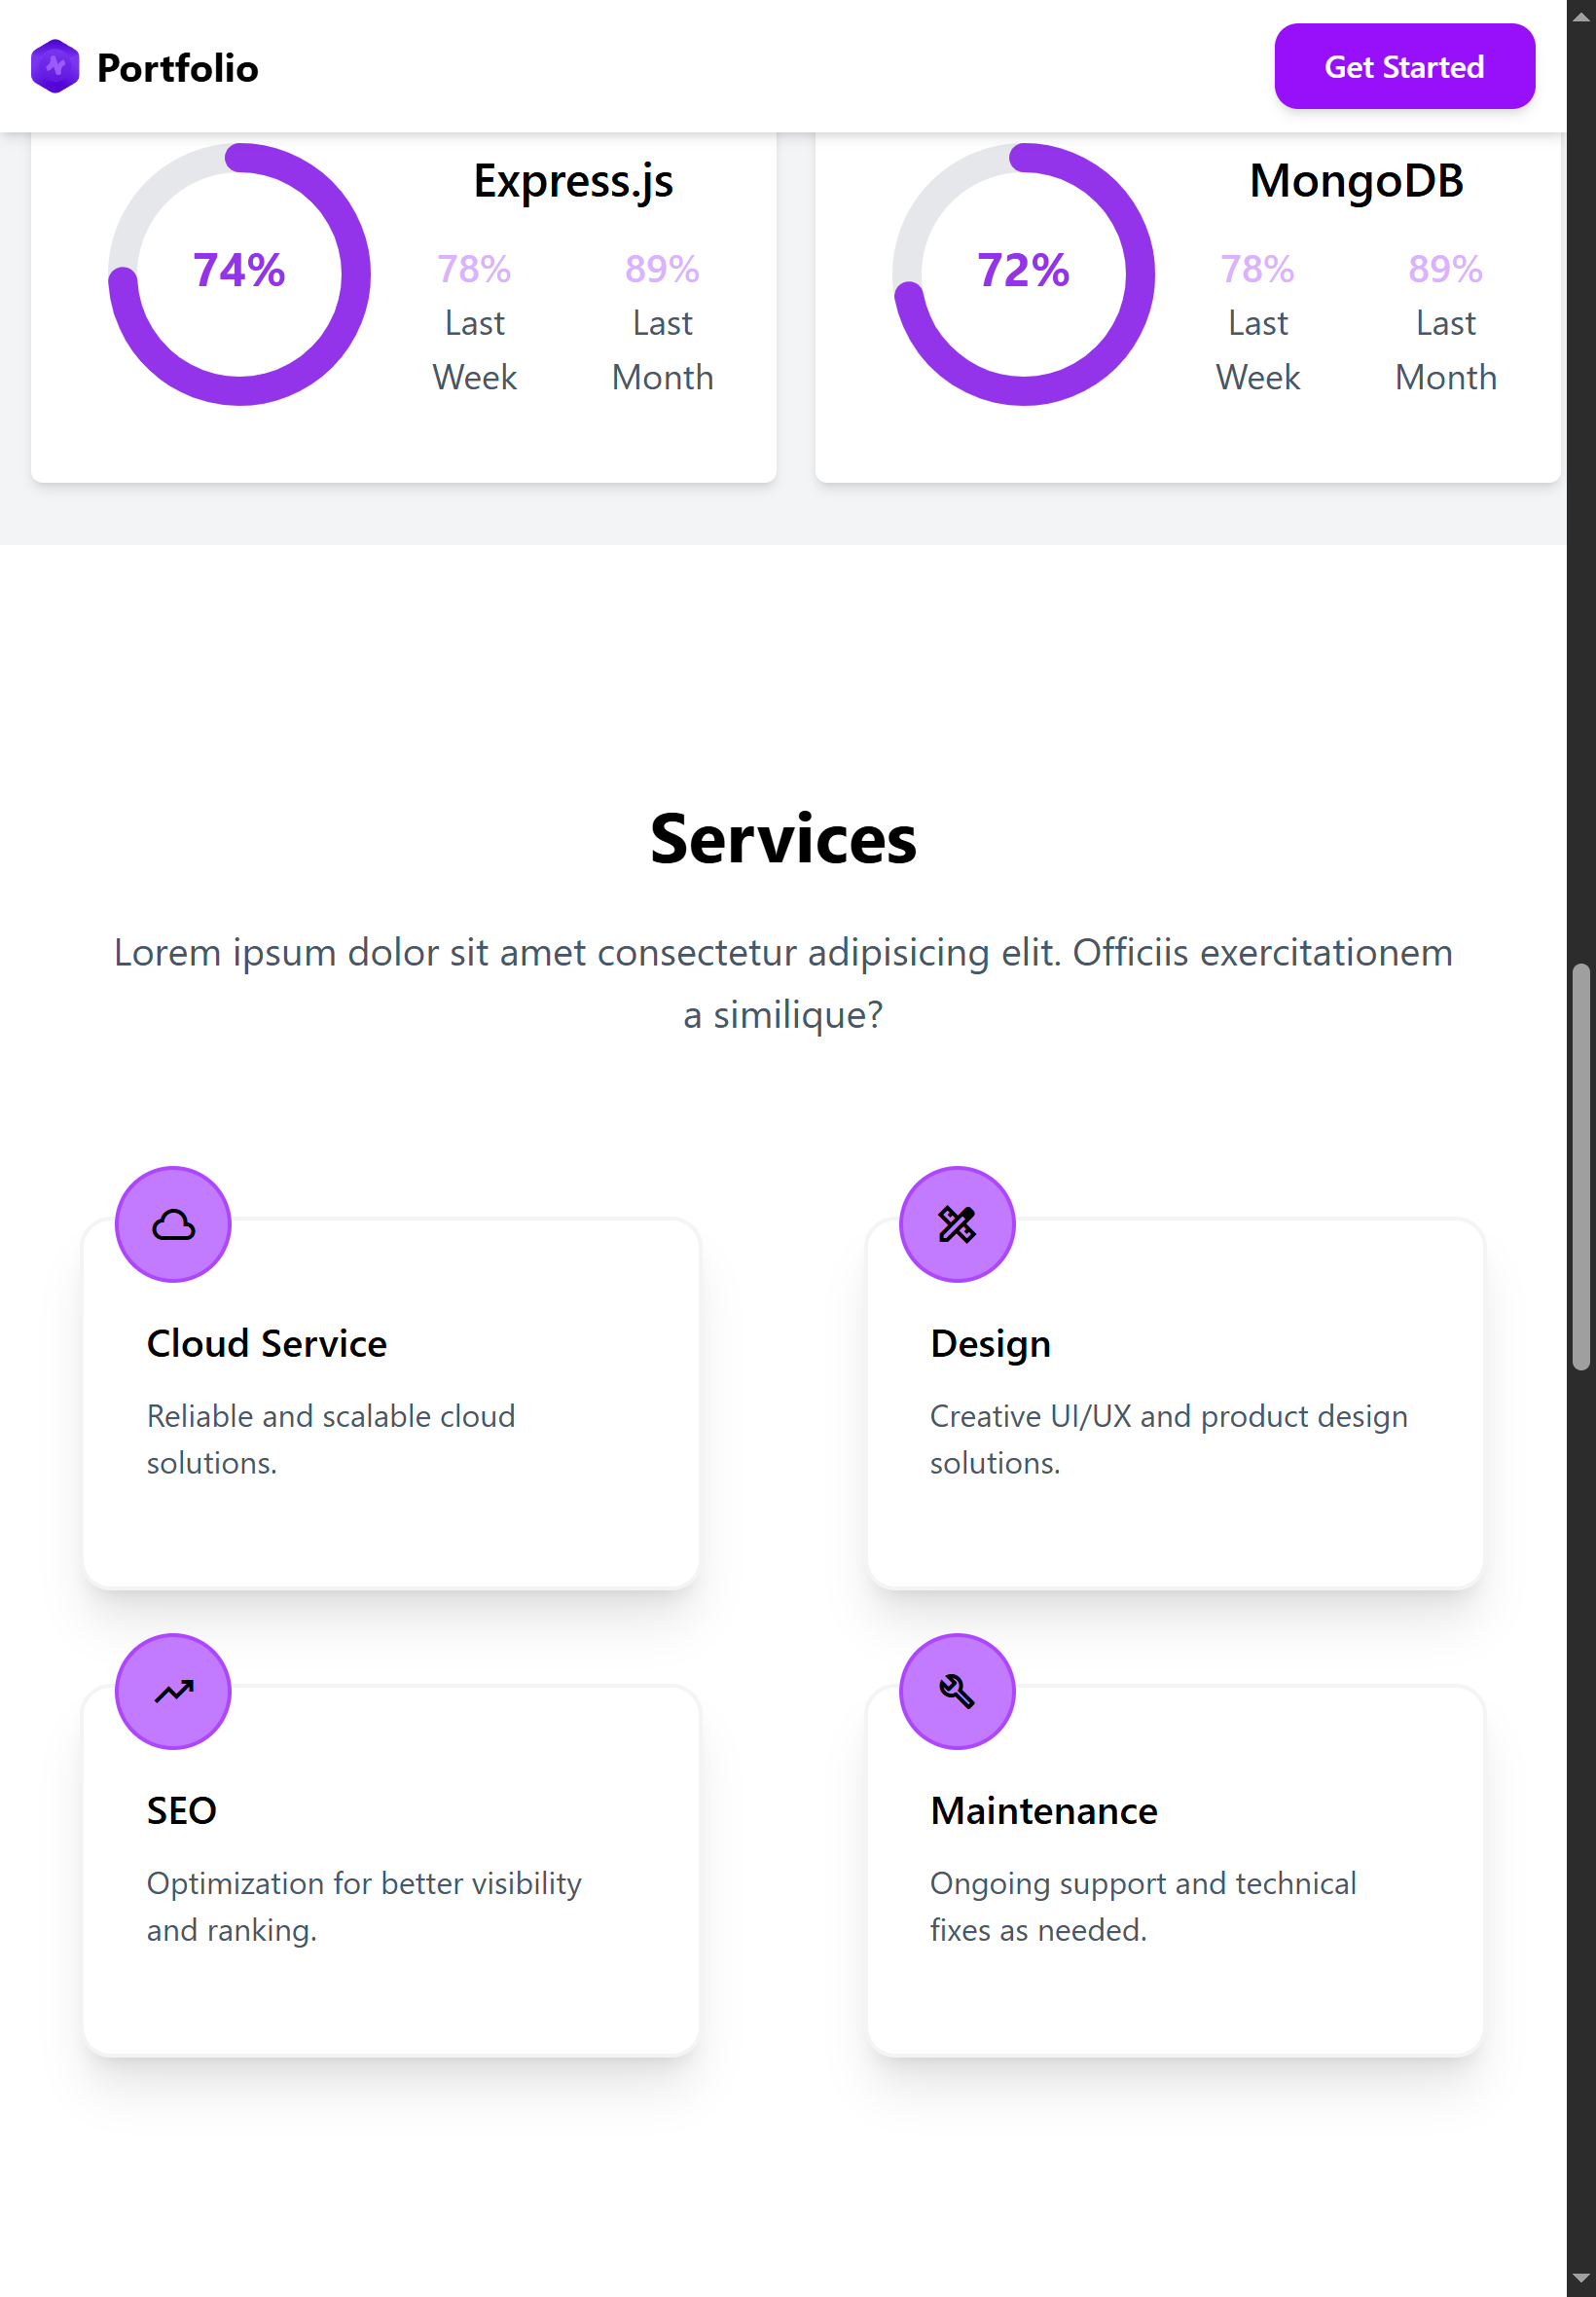 Portfolio
Get Started
Express.js
74%
78%
Last
Week
89%
Last
Month
MongoDB
72%
78%
Last
Week
89%
Last
Month
Services
Lorem ipsum dolor sit amet consectetur adipisicing elit. Officiis exercitationem
a similique?
Cloud Service
Reliable and scalable cloud
solutions.
Design
Creative UI/UX and product design
solutions.
SEO
Optimization for better visibility
and ranking.
Maintenance
Ongoing support and technical
fixes as needed.